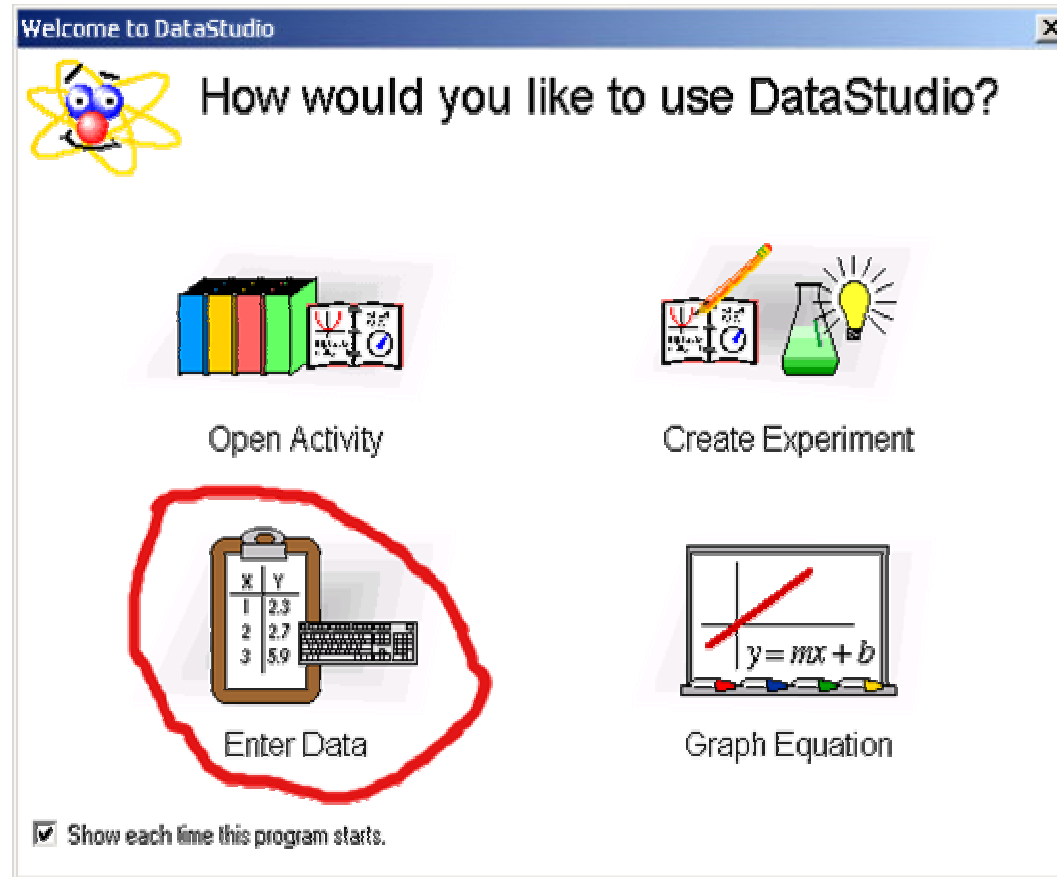 Welcome to DataStudio
How would you like to use DataStudio?
Open Activity
Create Experiment
X Y
1 2.3
2 2.7
3 5.9
Enter Data
y = mx + b
Graph Equation
Show each time this program starts.